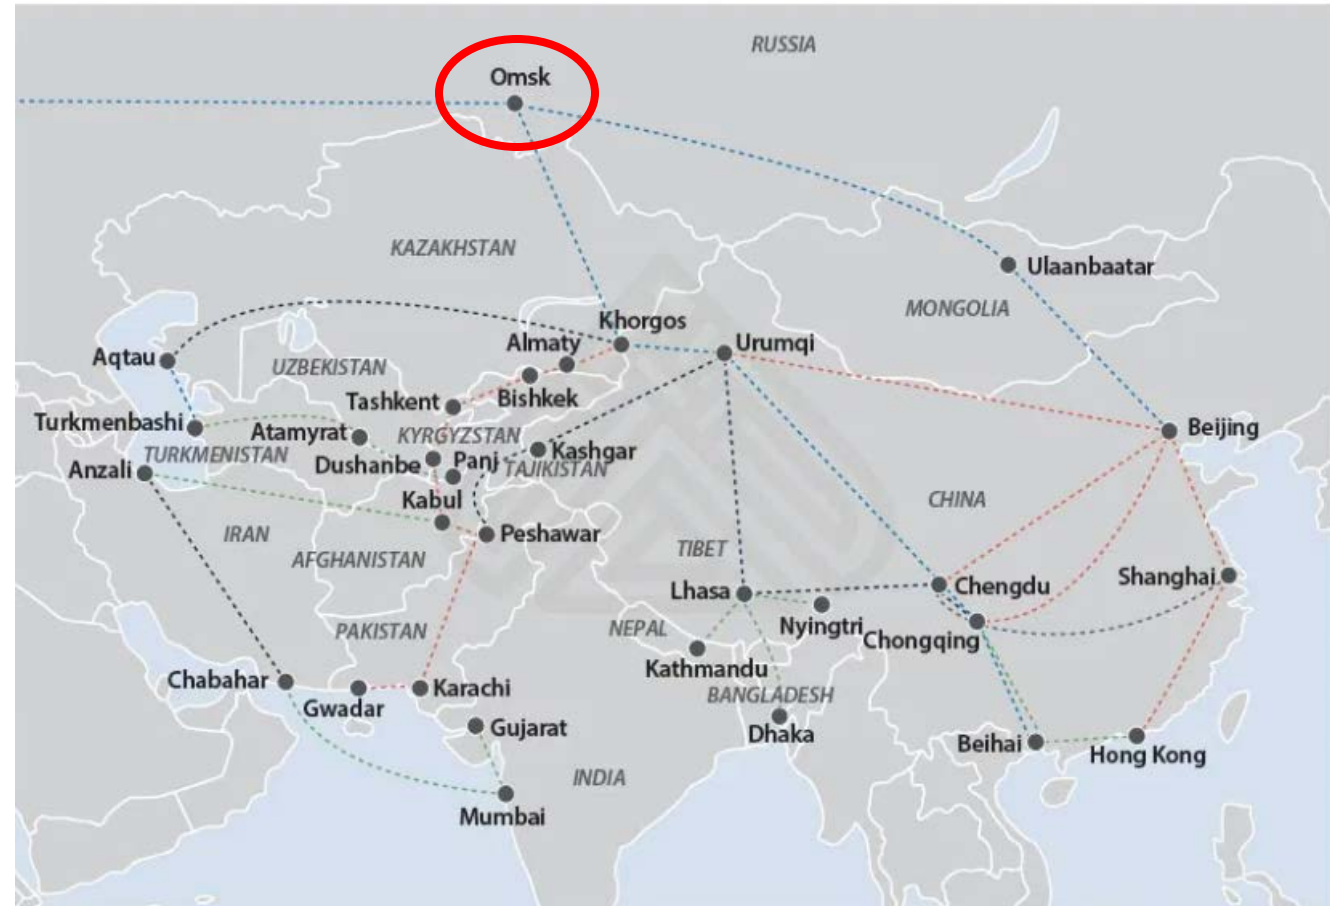 RUSSIA
Omsk
KAZAKHSTAN
Ulaanbaatar
MONGOLIA
Khorgos
Almaty
Urumqi
Aqtau
UZBEKISTAN
Bishkek
Tashkent
Turkmenbashi
Atamyrat
KYRGYZSTAN
Beijing
TURKMENISTAN
Dushanbe
Panj
Kashgar
TAJIKISTAN
Anzali
Kabul
CHINA
IRAN
Peshawar
AFGHANISTAN
TIBET
Shanghai
Lhasa
Chengdu
PAKISTAN
NEPAL
Nyingtri
Chongqing
Kathmandu
Chabahar
Karachi
Gwadar
BANGLADESH
Gujarat
Dhaka
Beihai
Hong Kong
INDIA
Mumbai